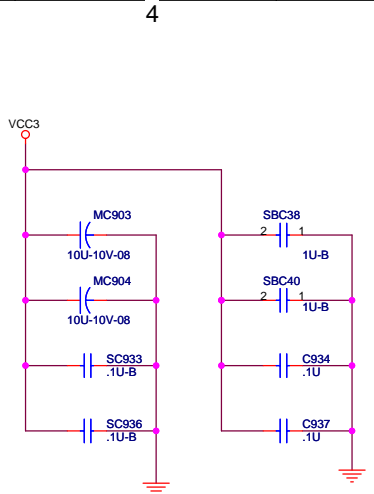 4
VCC3
MC903
10U-10V-08
MC904
10U-10V-08
SC933
.1U-B
SC936
.1U-B
SBC38
2 1
1U-B
SBC40
2 1
1U-B
C934
.1U
C937
.1U